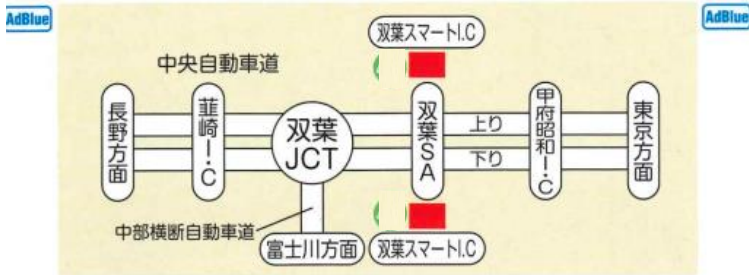 AdBlue
AdBlue
双葉スマートI.C
中央自動車道
長野方面
韮崎I.C
双葉
JCT
双葉SA
上り
下り
甲府昭和I.C
東京方面
中部横断自動車道
富士川方面
双葉スマートI.C